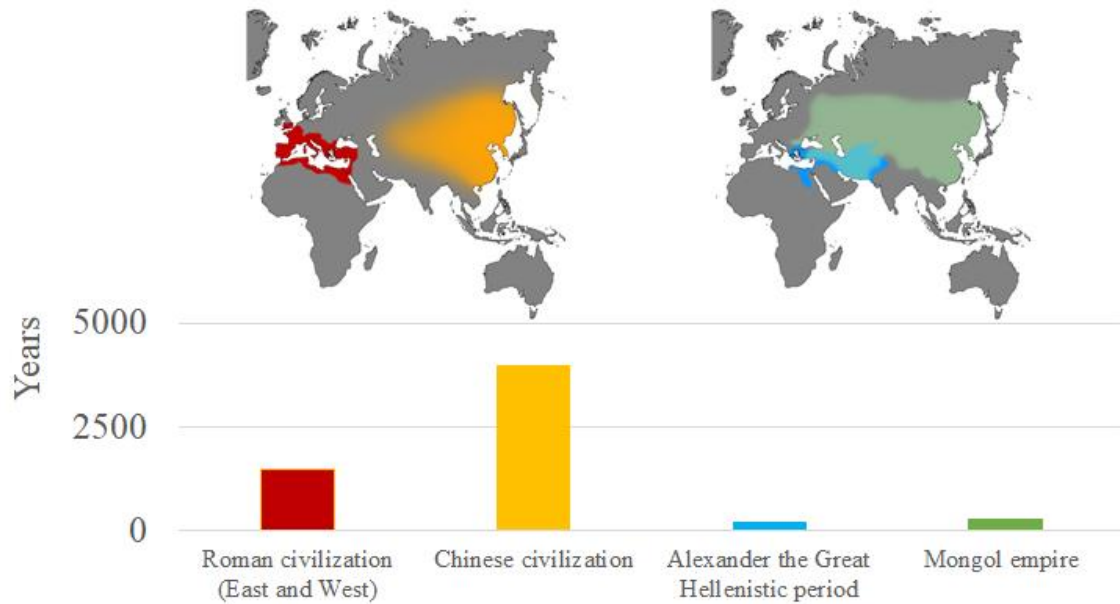 5000
Years
2500
0
Roman civilization
(East and West)
Chinese civilization
Alexander the Great
Hellenistic period
Mongol empire